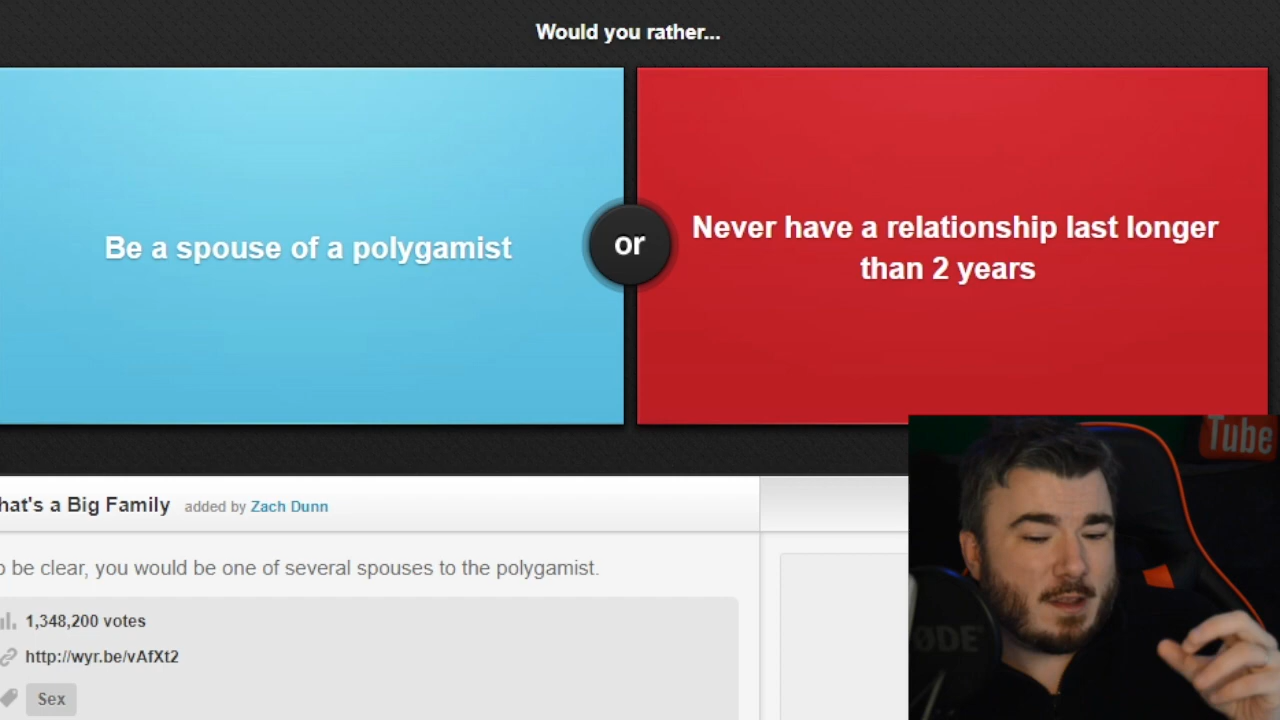 Would you rather...
Be a spouse of a polygamist
or
Never have a relationship last longer
than 2 years
hat's a Big Family added by Zach Dunn
o be clear, you would be one of several spouses to the polygamist.
1,348,200 votes
http://wyr.be/vAfXt2
Sex
Tube
RØDE